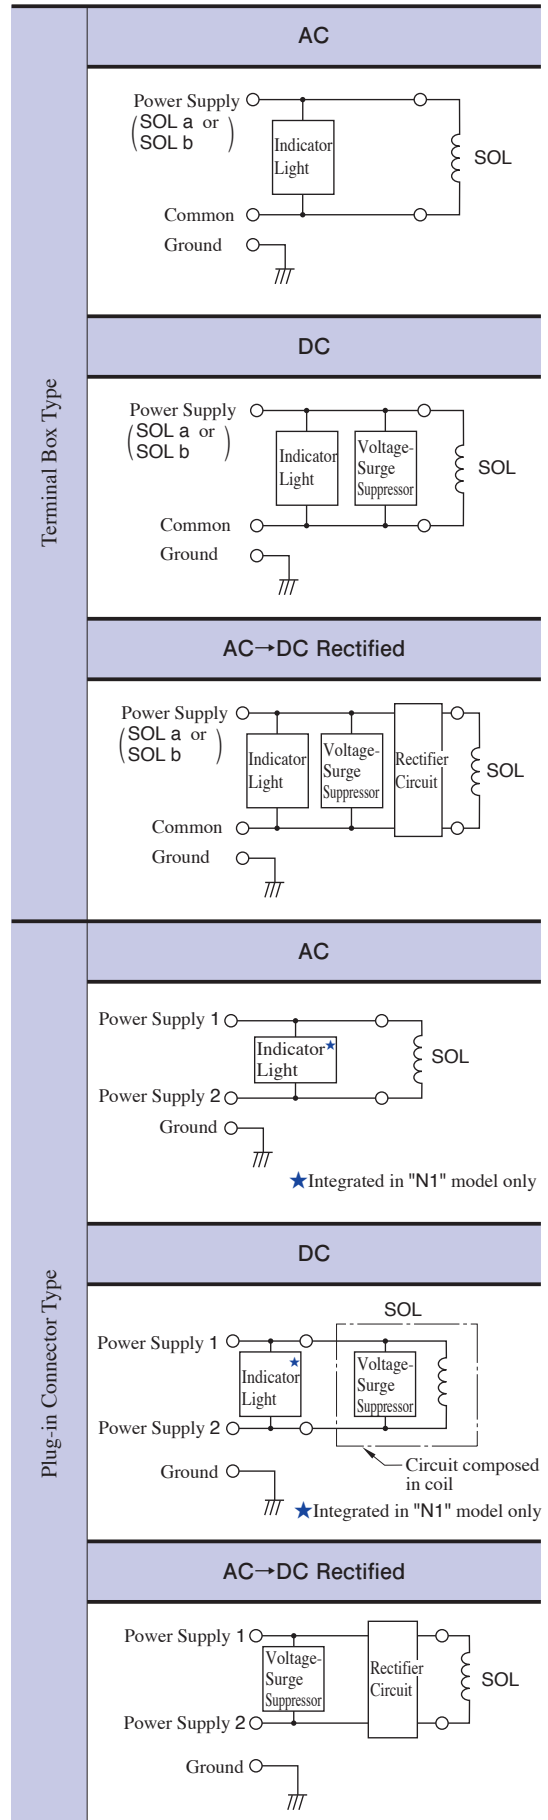 Terminal Box Type
AC
Power Supply
(SOL a or
SOL b)
Indicator
Light
SOL
Common
Ground
DC
Power Supply
(SOL a or
SOL b)
Indicator
Light
Voltage-
Surge
Suppressor
SOL
Common
Ground
AC→DC Rectified
Power Supply
(SOL a or
SOL b)
Indicator
Light
Voltage-
Surge
Suppressor
Rectifier
Circuit
SOL
Common
Ground
Plug-in Connector Type
AC
Power Supply 1
Indicator★
Light
SOL
Power Supply 2
Ground
★Integrated in "N1" model only
DC
SOL
Power Supply 1
★
Indicator
Light
Voltage-
Surge
Suppressor
Power Supply 2
Circuit composed
in coil
Ground
★Integrated in "N1" model only
AC→DC Rectified
Power Supply 1
Voltage-
Surge
Suppressor
Rectifier
Circuit
SOL
Power Supply 2
Ground